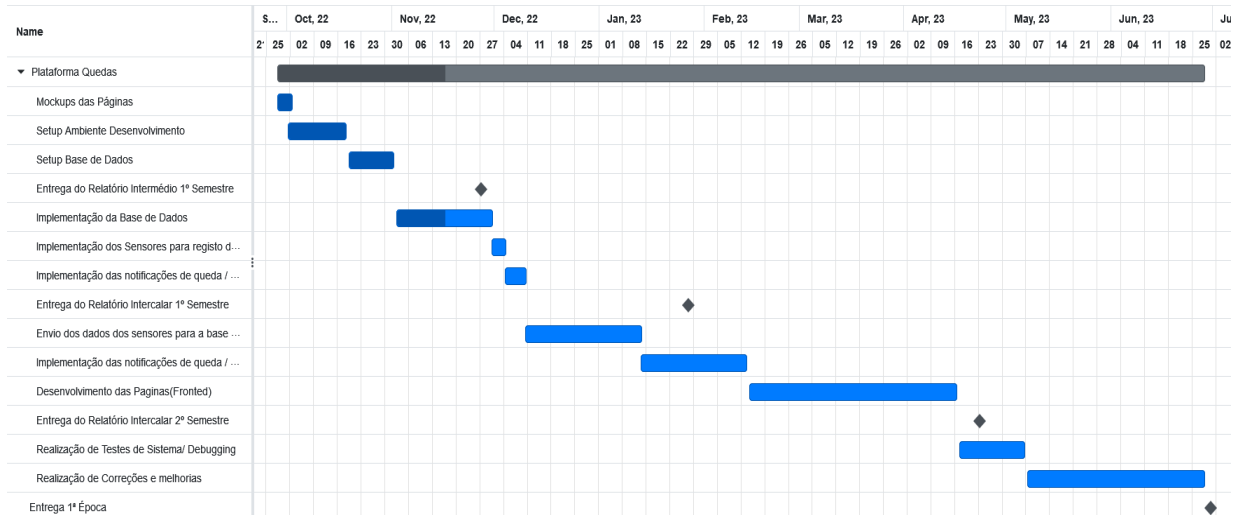 Name
S... Oct, 22 Nov, 22 Dec, 22 Jan, 23 Feb, 23 Mar, 23 Apr, 23 May, 23 Jun, 23 Ju
25 02 09 16 23 30 06 13 20 27 04 11 18 25 01 08 15 22 29 05 12 19 26 05 12 19 26 02 09 16 23 30 07 14 21 28 04 11 18 25 02
Plataforma Quedas
Mockups das Páginas
Setup Ambiente Desenvolvimento
Setup Base de Dados
Entrega do Relatório Intermédio 1º Semestre
Implementação da Base de Dados
Implementação dos Sensores para registo d...
Implementação das notificações de queda / ...
Entrega do Relatório Intercalar 1º Semestre
Envio dos dados dos sensores para a base ...
Implementação das notificações de queda / ...
Desenvolvimento das Paginas(Fronted)
Entrega do Relatório Intercalar 2º Semestre
Realização de Testes de Sistema/ Debugging
Realização de Correções e melhorias
Entrega 1ª Época